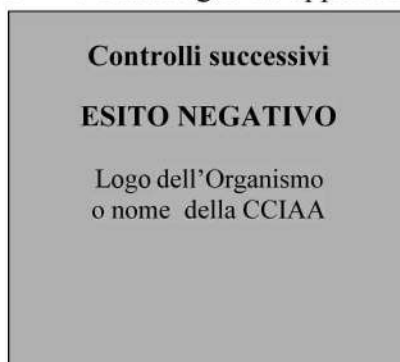 Controlli successivi
ESITO NEGATIVO
Logo dell'Organismo
o nome della CCIAA